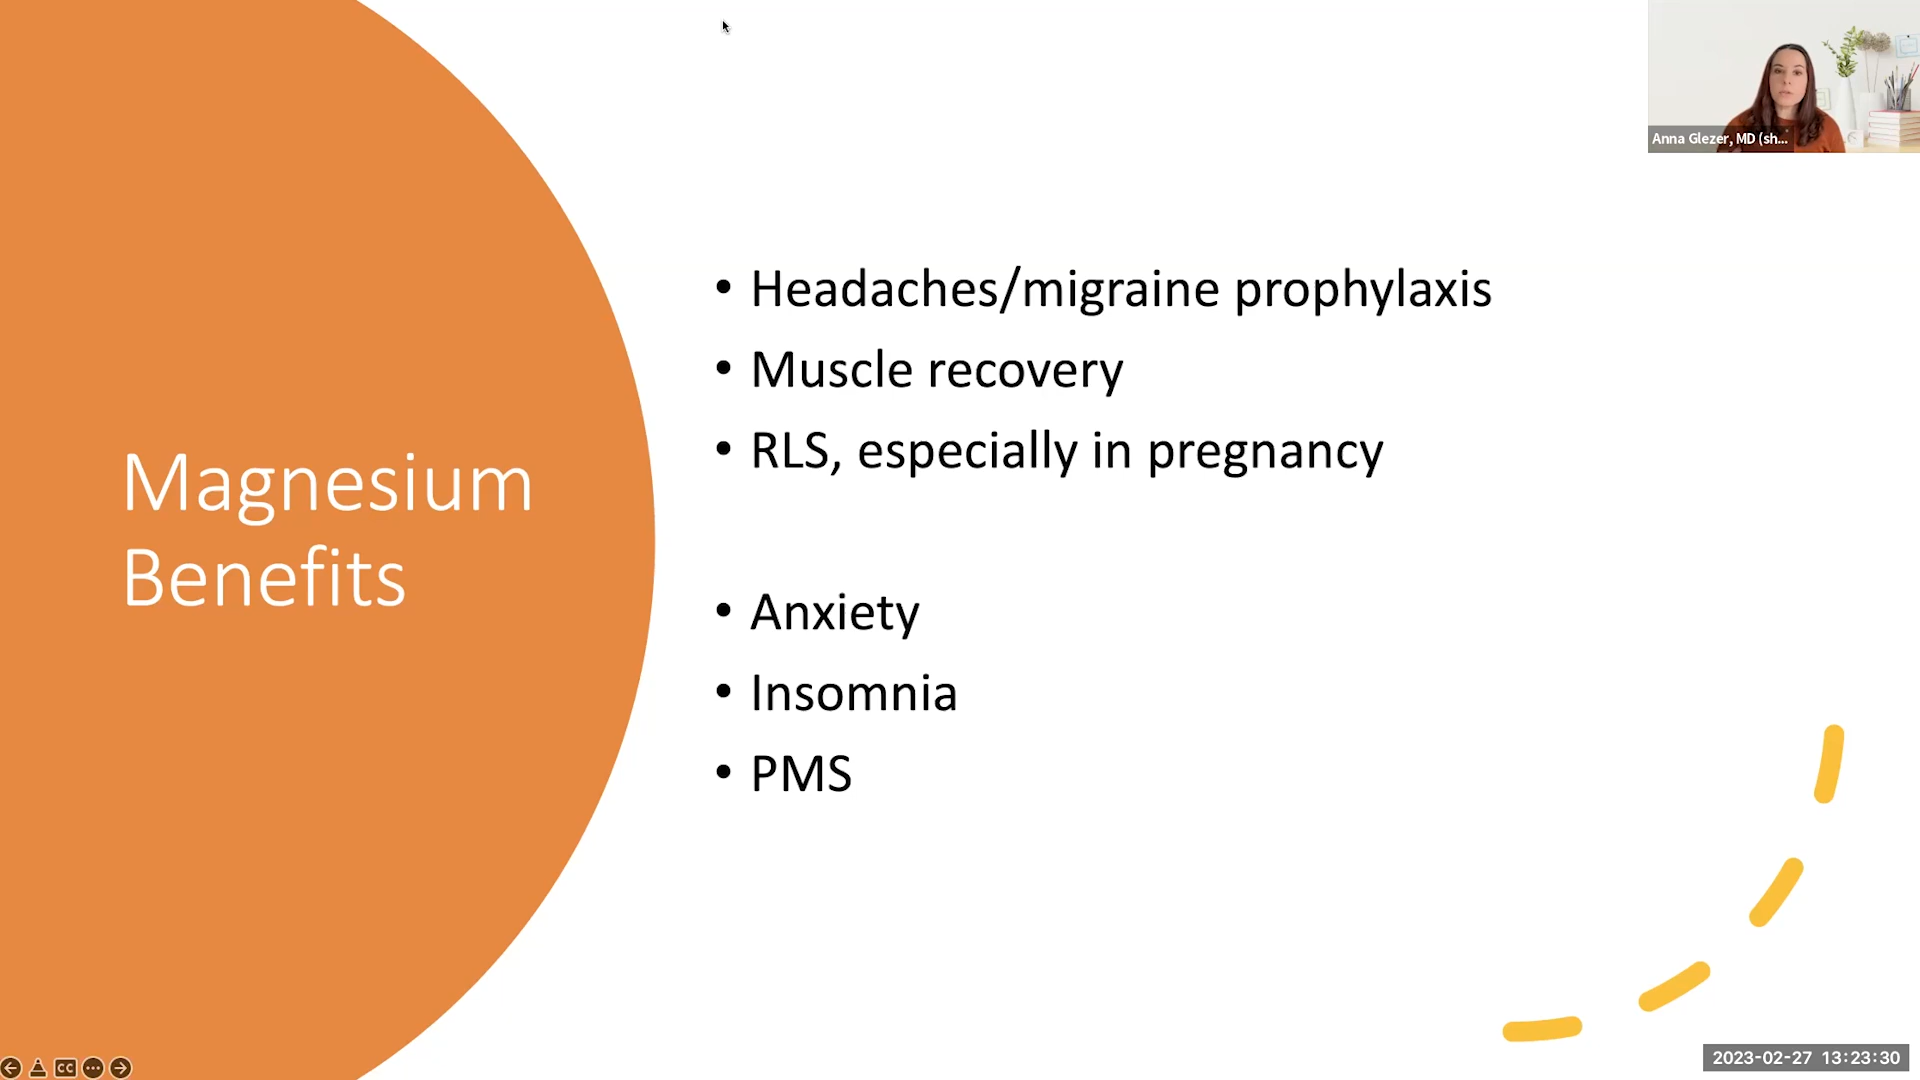 Anna Glezer, MD (sh...
Magnesium
Benefits
• Headaches/migraine prophylaxis
• Muscle recovery
• RLS, especially in pregnancy
• Anxiety
• Insomnia
• PMS
CC
2023-02-27 13:23:30